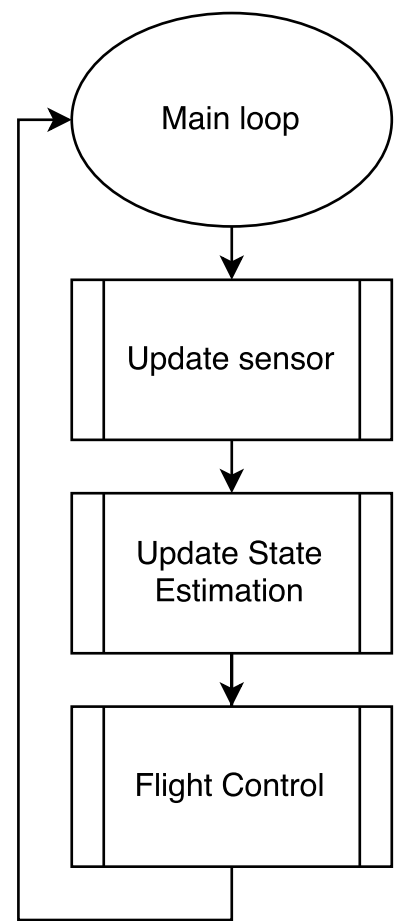 Main loop
Update sensor
Update State
Estimation
Flight Control